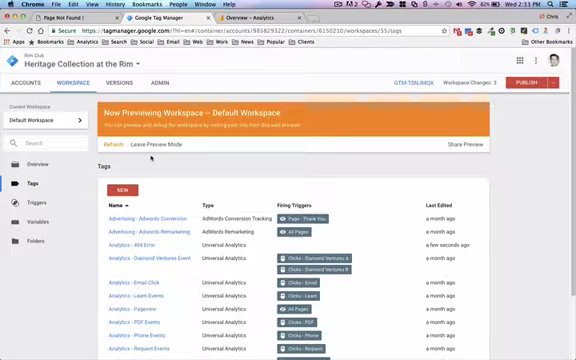 Chrome File Edit View History Bookmarks People Window Help
Wed 2:33 PM
Page Not Found |
Google Tag Manager
Overview – Analytics
Chris
https://tagmanager.google.com/?hl=en#/container/accounts/985829322/containers/6150210/workspaces/55/tags
Apps Analytics Search Email Web Work News Popular Clients
Other Bookmarks
Rim Club
Heritage Collection at the Rim
ACCOUNTS WORKSPACE VERSIONS ADMIN
GTM-TSNJMQX Workspace Changes: 3 PUBLISH
Current Workspace
Default Workspace
Search
Overview
Tags
Triggers
Variables
Folders
Now Previewing Workspace – Default Workspace
You can preview and debug the workspace by visiting your site from this web browser.
Refresh Leave Preview Mode Share Preview
Tags
NEW
Name Type Firing Triggers Last Edited
Advertising - Adwords Conversion AdWords Conversion Tracking Page - Thank You a month ago
Advertising - Adwords Remarketing AdWords Remarketing All Pages a month ago
Analytics - 404 Error Universal Analytics a few seconds ago
Analytics - Diamond Ventures Event Universal Analytics Clicks - Diamond Ventures A a month ago
Clicks - Diamond Ventures B
Analytics - Email Click Universal Analytics Clicks - Email a month ago
Analytics - Learn Events Universal Analytics Clicks - Learn a month ago
Analytics - Pageview Universal Analytics All Pages a month ago
Analytics - PDF Events Universal Analytics Clicks - PDF a month ago
Analytics - Phone Events Universal Analytics Clicks - Phone a month ago
Analytics - Request Events Universal Analytics Clicks - Request a month ago